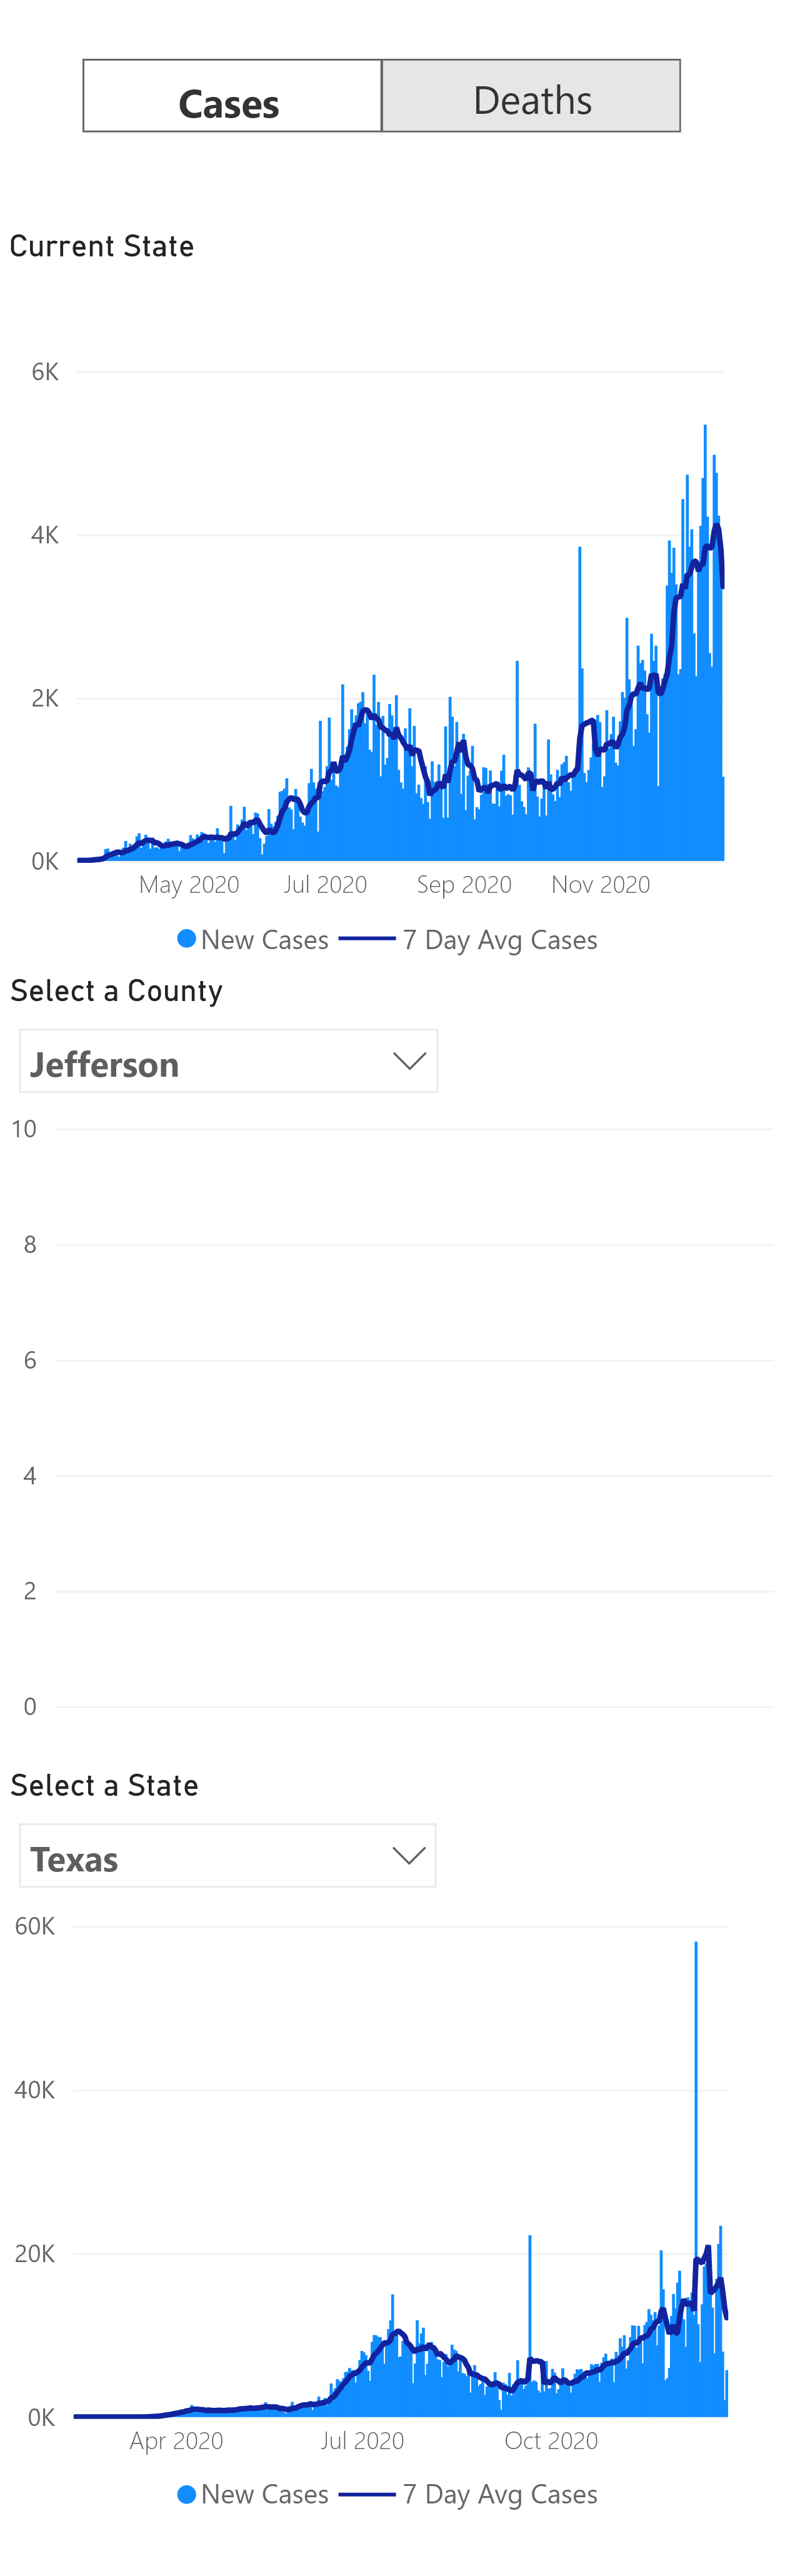 Cases Deaths
Current State
6K
4K
2K
0K
May 2020 Jul 2020 Sep 2020 Nov 2020
New Cases 7 Day Avg Cases
Select a County
Jefferson
10
8
6
4
2
0
Select a State
Texas
60K
40K
20K
0K
Apr 2020 Jul 2020 Oct 2020
New Cases 7 Day Avg Cases